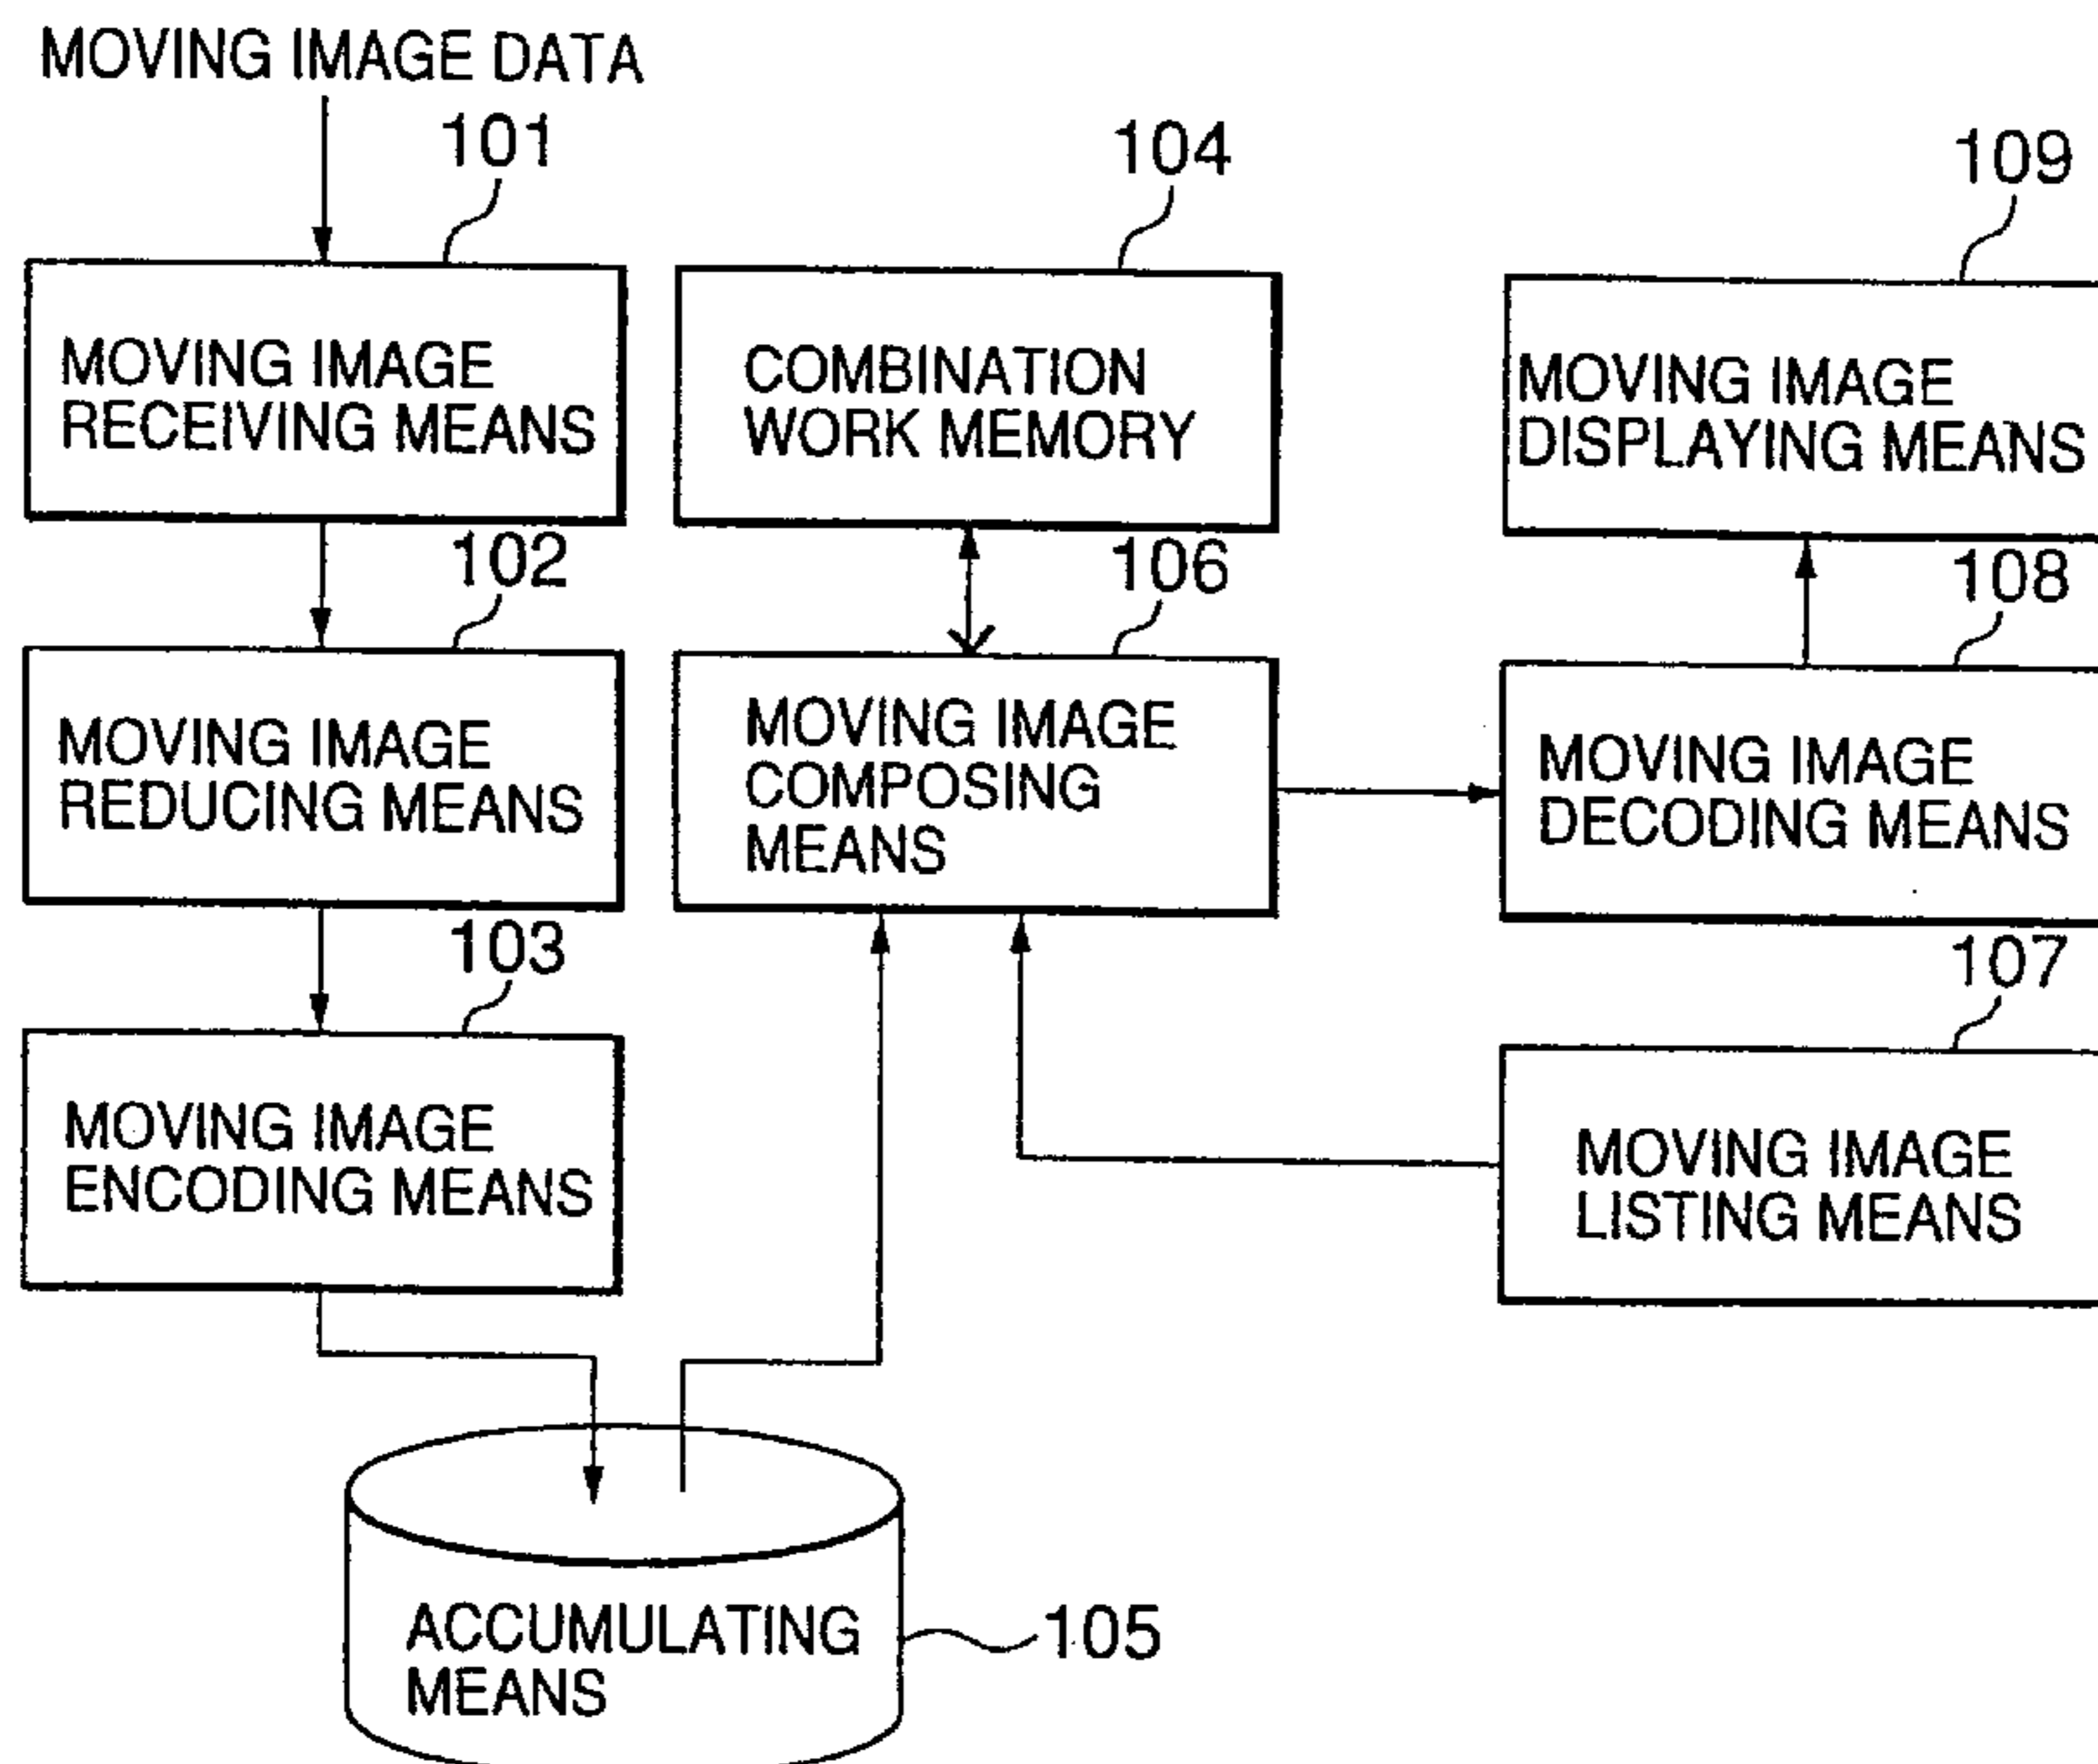 MOVING IMAGE DATA
101
MOVING IMAGE
RECEIVING MEANS
102
MOVING IMAGE
REDUCING MEANS
103
MOVING IMAGE
ENCODING MEANS
104
COMBINATION
WORK MEMORY
106
MOVING IMAGE
COMPOSING
MEANS
109
MOVING IMAGE
DISPLAYING MEANS
108
MOVING IMAGE
DECODING MEANS
107
MOVING IMAGE
LISTING MEANS
ACCUMULATING
MEANS
105